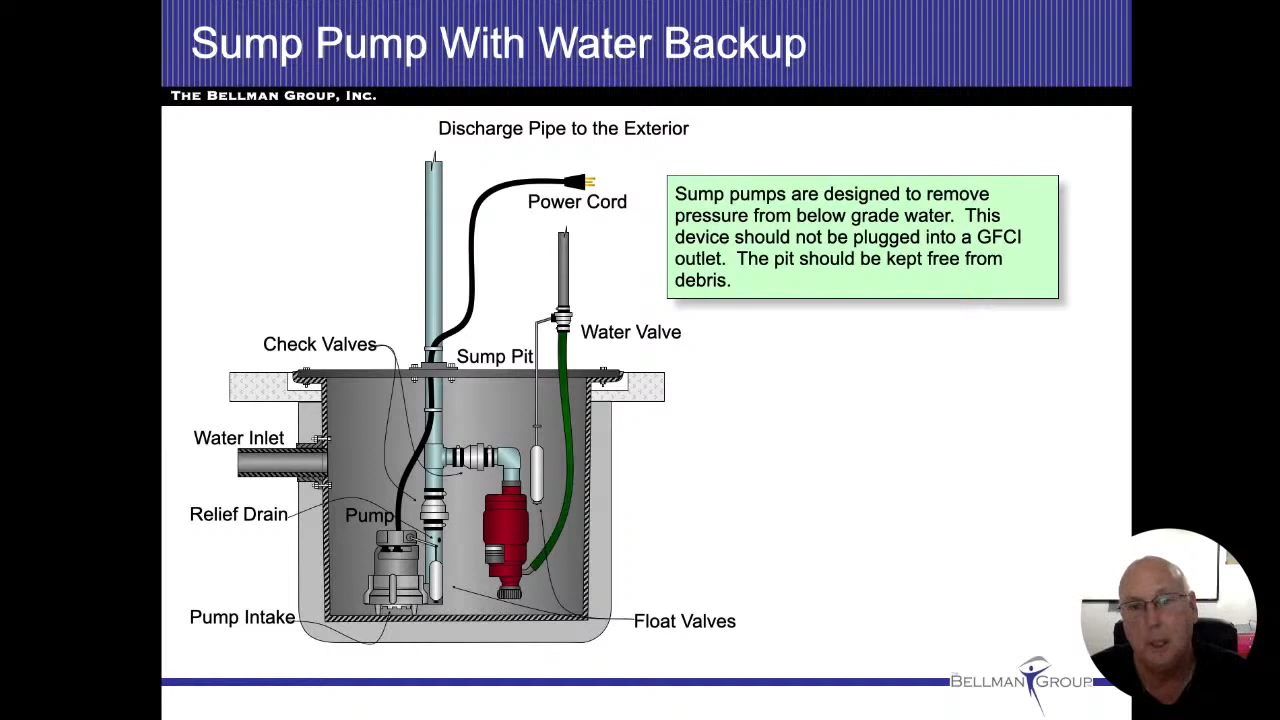 Sump Pump With Water Backup
THE BELLMAN GROUP, INC.
Discharge Pipe to the Exterior
Power Cord
Sump pumps are designed to remove
pressure from below grade water. This
device should not be plugged into a GFCI
outlet. The pit should be kept free from
debris.
Water Valve
Check Valves
Sump Pit
Water Inlet
Relief Drain
Pump
Pump Intake
Float Valves
THE
BELLMAN GROUP